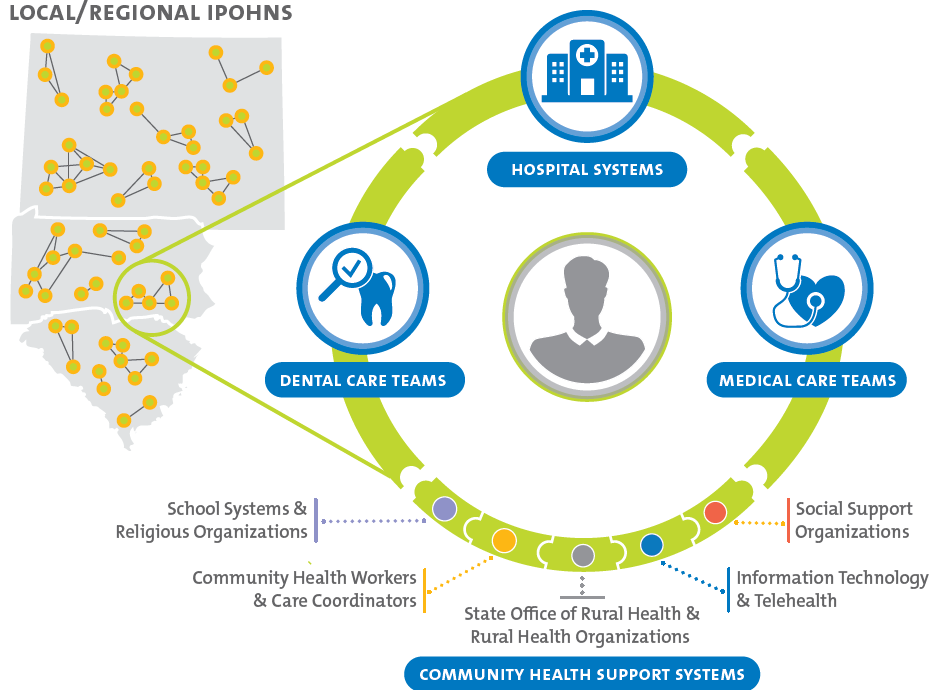 LOCAL/REGIONAL IPOHNS
HOSPITAL SYSTEMS
DENTAL CARE TEAMS
MEDICAL CARE TEAMS
School Systems &
Religious Organizations
Social Support
Organizations
Community Health Workers
& Care Coordinators
Information Technology
& Telehealth
State Office of Rural Health &
Rural Health Organizations
COMMUNITY HEALTH SUPPORT SYSTEMS